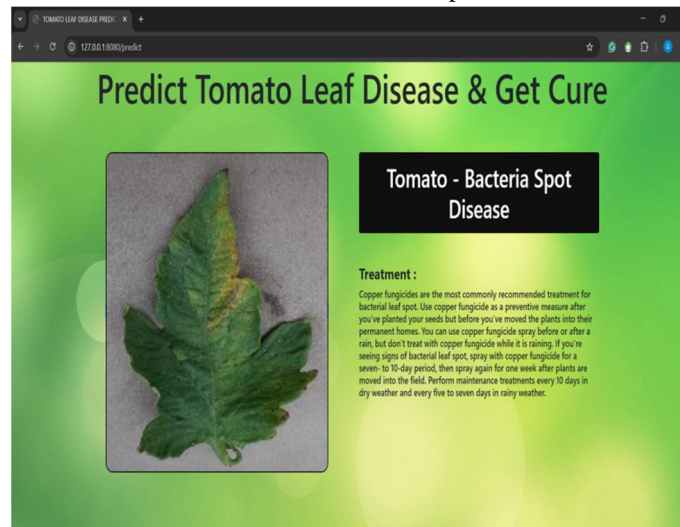 TOMATO LEAF DISEASE PREDIC
127.0.0.1:8080/predict
Predict Tomato Leaf Disease & Get Cure
Tomato - Bacteria Spot
Disease
Treatment :
Copper fungicides are the most commonly recommended treatment for
bacterial leaf spot. Use copper fungicide as a preventive measure after
you've planted your seeds but before you've moved the plants into their
permanent homes. You can use copper fungicide spray before or after a
rain, but don't treat with copper fungicide while it is raining. If you're
seeing signs of bacterial leaf spot, spray with copper fungicide for a
seven- to 10-day period, then spray again for one week after plants are
moved into the field. Perform maintenance treatments every 10 days in
dry weather and every five to seven days in rainy weather.